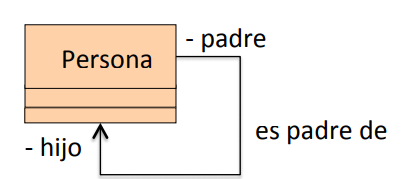 - padre
Persona
es padre de
- hijo